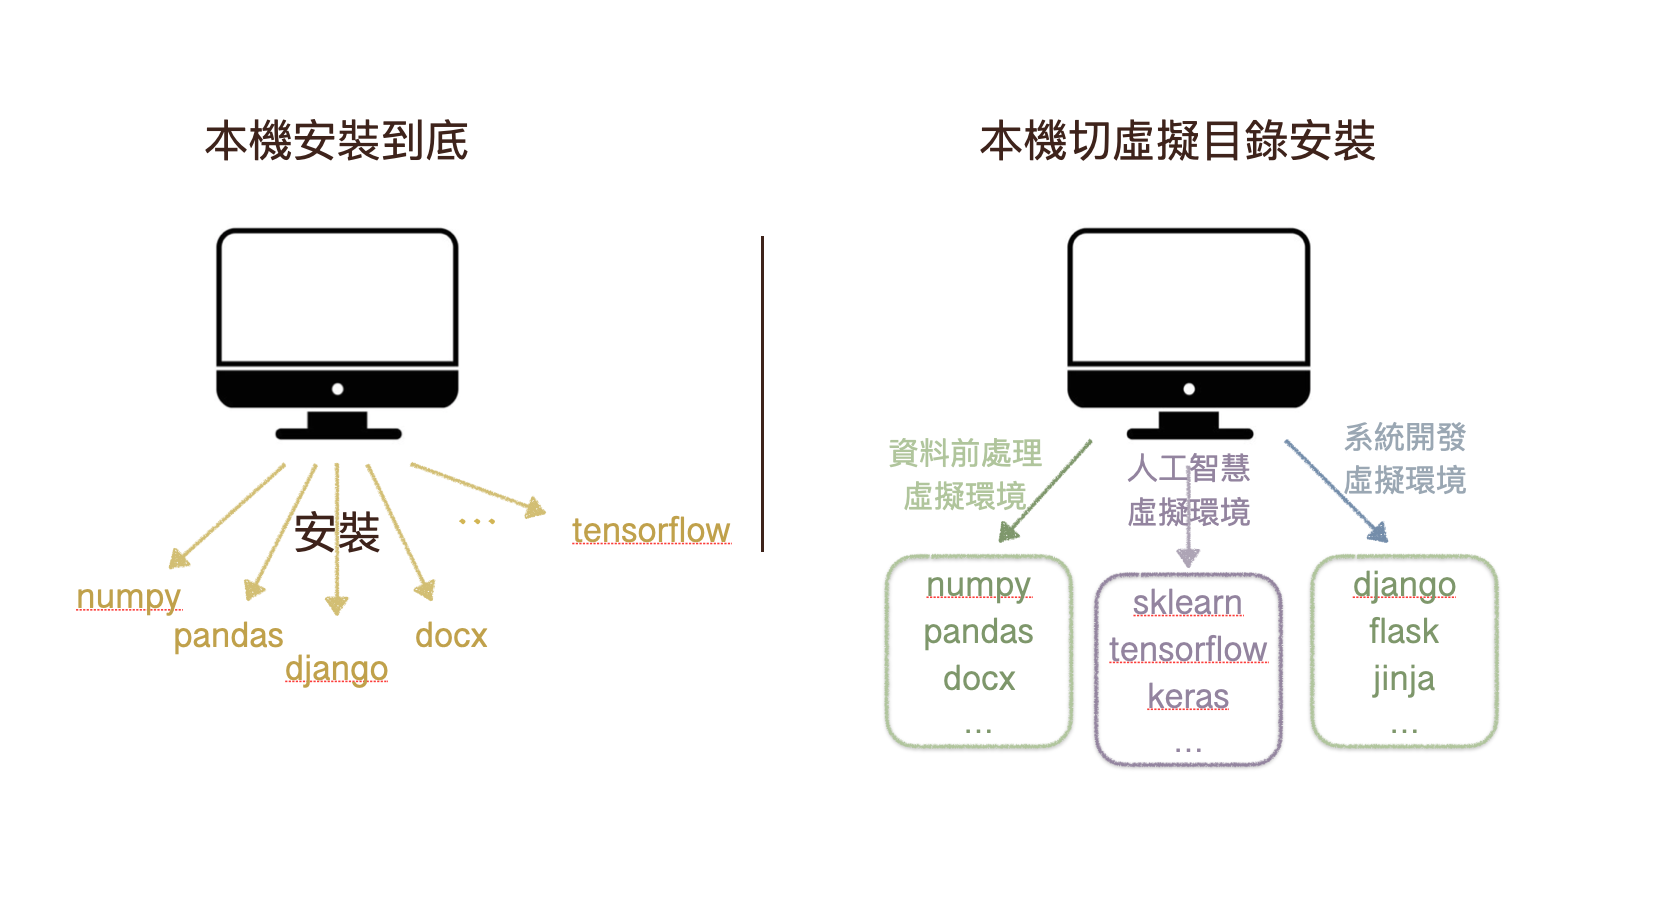 本機安裝到底
安裝
...
tensorflow
numpy
pandas
docx
django
本機切虛擬目錄安裝
資料前處理
虛擬環境
人工智慧
虛擬環境
系統開發
虛擬環境
numpy
pandas
docx
...
sklearn
tensorflow
keras
...
django
flask
jinja
...